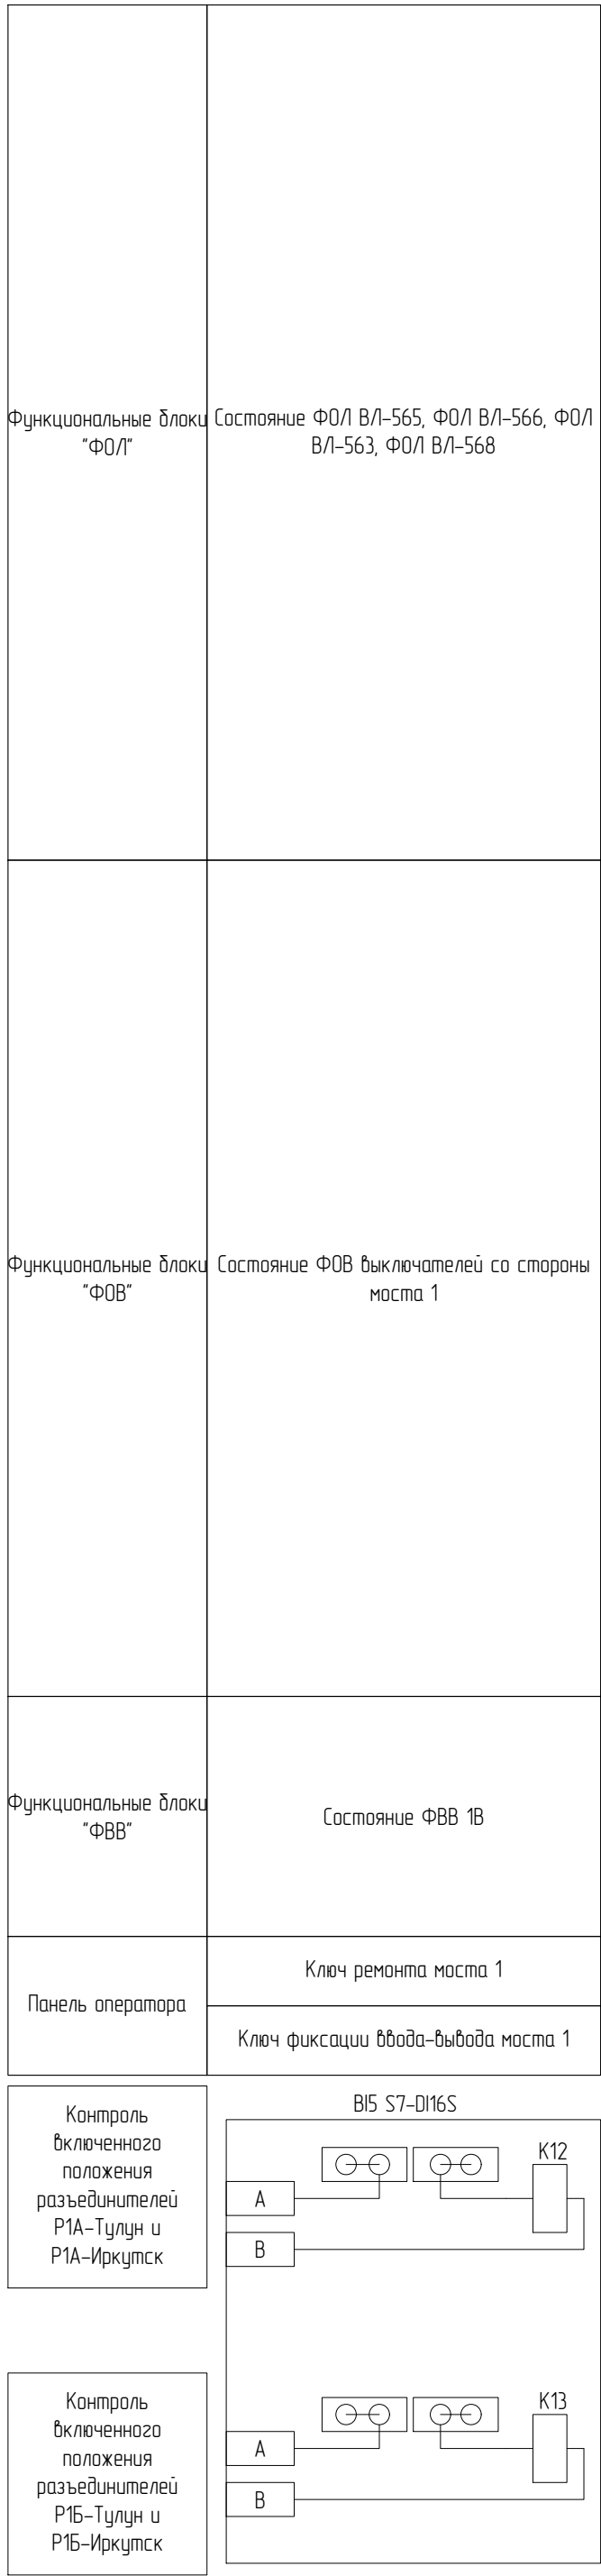 Функциональные блоки
"ФОЛ"
Состояние ФОЛ ВЛ-565, ФОЛ ВЛ-566, ФОЛ
ВЛ-563, ФОЛ ВЛ-568
Функциональные блоки
"ФОВ"
Состояние ФОВ выключателей со стороны
моста 1
Функциональные блоки
"ФВВ"
Состояние ФВВ 1В
Панель оператора
Ключ ремонта моста 1
Ключ фиксации ввода-вывода моста 1
Контроль
включенного
положения
разъединителей
Р1А-Тулун и
Р1А-Иркутск
BI5 S7-DI16S
K12
A
B
Контроль
включенного
положения
разъединителей
Р1Б-Тулун и
Р1Б-Иркутск
K13
A
B